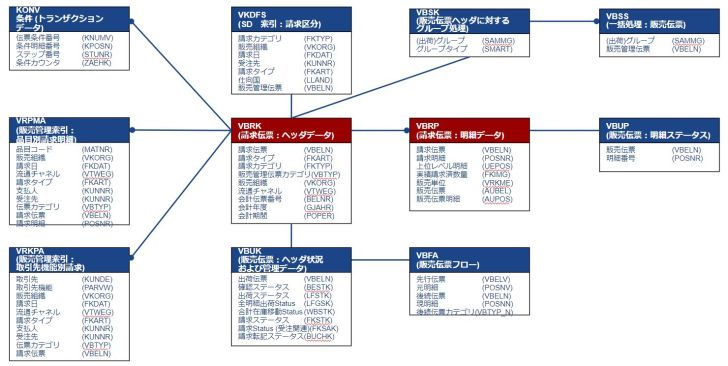 KONV
条件 (トランザクション
データ)
伝票条件番号 (KNUMV)
条件明細番号 (KPOSN)
ステップ番号 (STUNR)
条件カウンタ (ZAEHK)
VKDFS
(SD 索引：請求区分)
請求カテゴリ (FKTYP)
販売組織 (VKORG)
請求日 (FKDAT)
受注先 (KUNNR)
請求タイプ (FKART)
仕向国 (LLAND)
販売管理伝票 (VBELN)
VBSK
(販売伝票ヘッダに対する
グループ処理)
(出荷)グループ (SAMMG)
グループタイプ (SMART)
VBSS
(一括処理：販売伝票)
(出荷)グループ (SAMMG)
販売管理伝票 (VBELN)
VRPMA
(販売管理索引：
品目別請求明細)
品目コード (MATNR)
販売組織 (VKORG)
請求日 (FKDAT)
流通チャネル (VTWEG)
請求タイプ (FKART)
支払人 (KUNNR)
受注先 (KUNNR)
伝票カテゴリ (VBTYP)
請求伝票 (VBELN)
請求明細 (POSNR)
VBRK
(請求伝票：ヘッダデータ)
請求伝票 (VBELN)
請求タイプ (FKART)
請求カテゴリ (FKTYP)
販売管理伝票カテゴリ(VBTYP)
販売組織 (VKORG)
流通チャネル (VTWEG)
会計伝票番号 (BELNR)
会計年度 (GJAHR)
会計期間 (POPER)
VBRP
(請求伝票：明細データ)
請求伝票 (VBELN)
請求明細 (POSNR)
上位レベル明細 (UEPOS)
実績請求済数量 (FKIMG)
販売単位 (VRKME)
販売伝票 (AUBEL)
販売伝票明細 (AUPOS)
VBUP
(販売伝票：明細ステータス)
販売伝票 (VBELN)
明細番号 (POSNR)
VRKPA
(販売管理索引：
取引先機能別請求)
取引先 (KUNDE)
取引先機能 (PARVW)
販売組織 (VKORG)
請求日 (FKDAT)
流通チャネル (VTWEG)
請求タイプ (FKART)
支払人 (KUNNR)
受注先 (KUNNR)
伝票カテゴリ (VBTYP)
請求伝票 (VBELN)
VBUK
(販売伝票：ヘッダ状況
および管理データ)
出荷伝票 (VBELN)
確認ステータス (BESTK)
出荷ステータス (LFSTK)
全明細出荷Status (LFGSK)
会計在庫移動Status (WBSTK)
請求ステータス (FKSTK)
請求Status (受注関連)(FKSAK)
請求転記ステータス(BUCHK)
VBFA
(販売伝票フロー)
先行伝票 (VBELV)
元明細 (POSNV)
後続伝票 (VBELN)
現明細 (POSNN)
後続伝票カテゴリ(VBTYP_N)